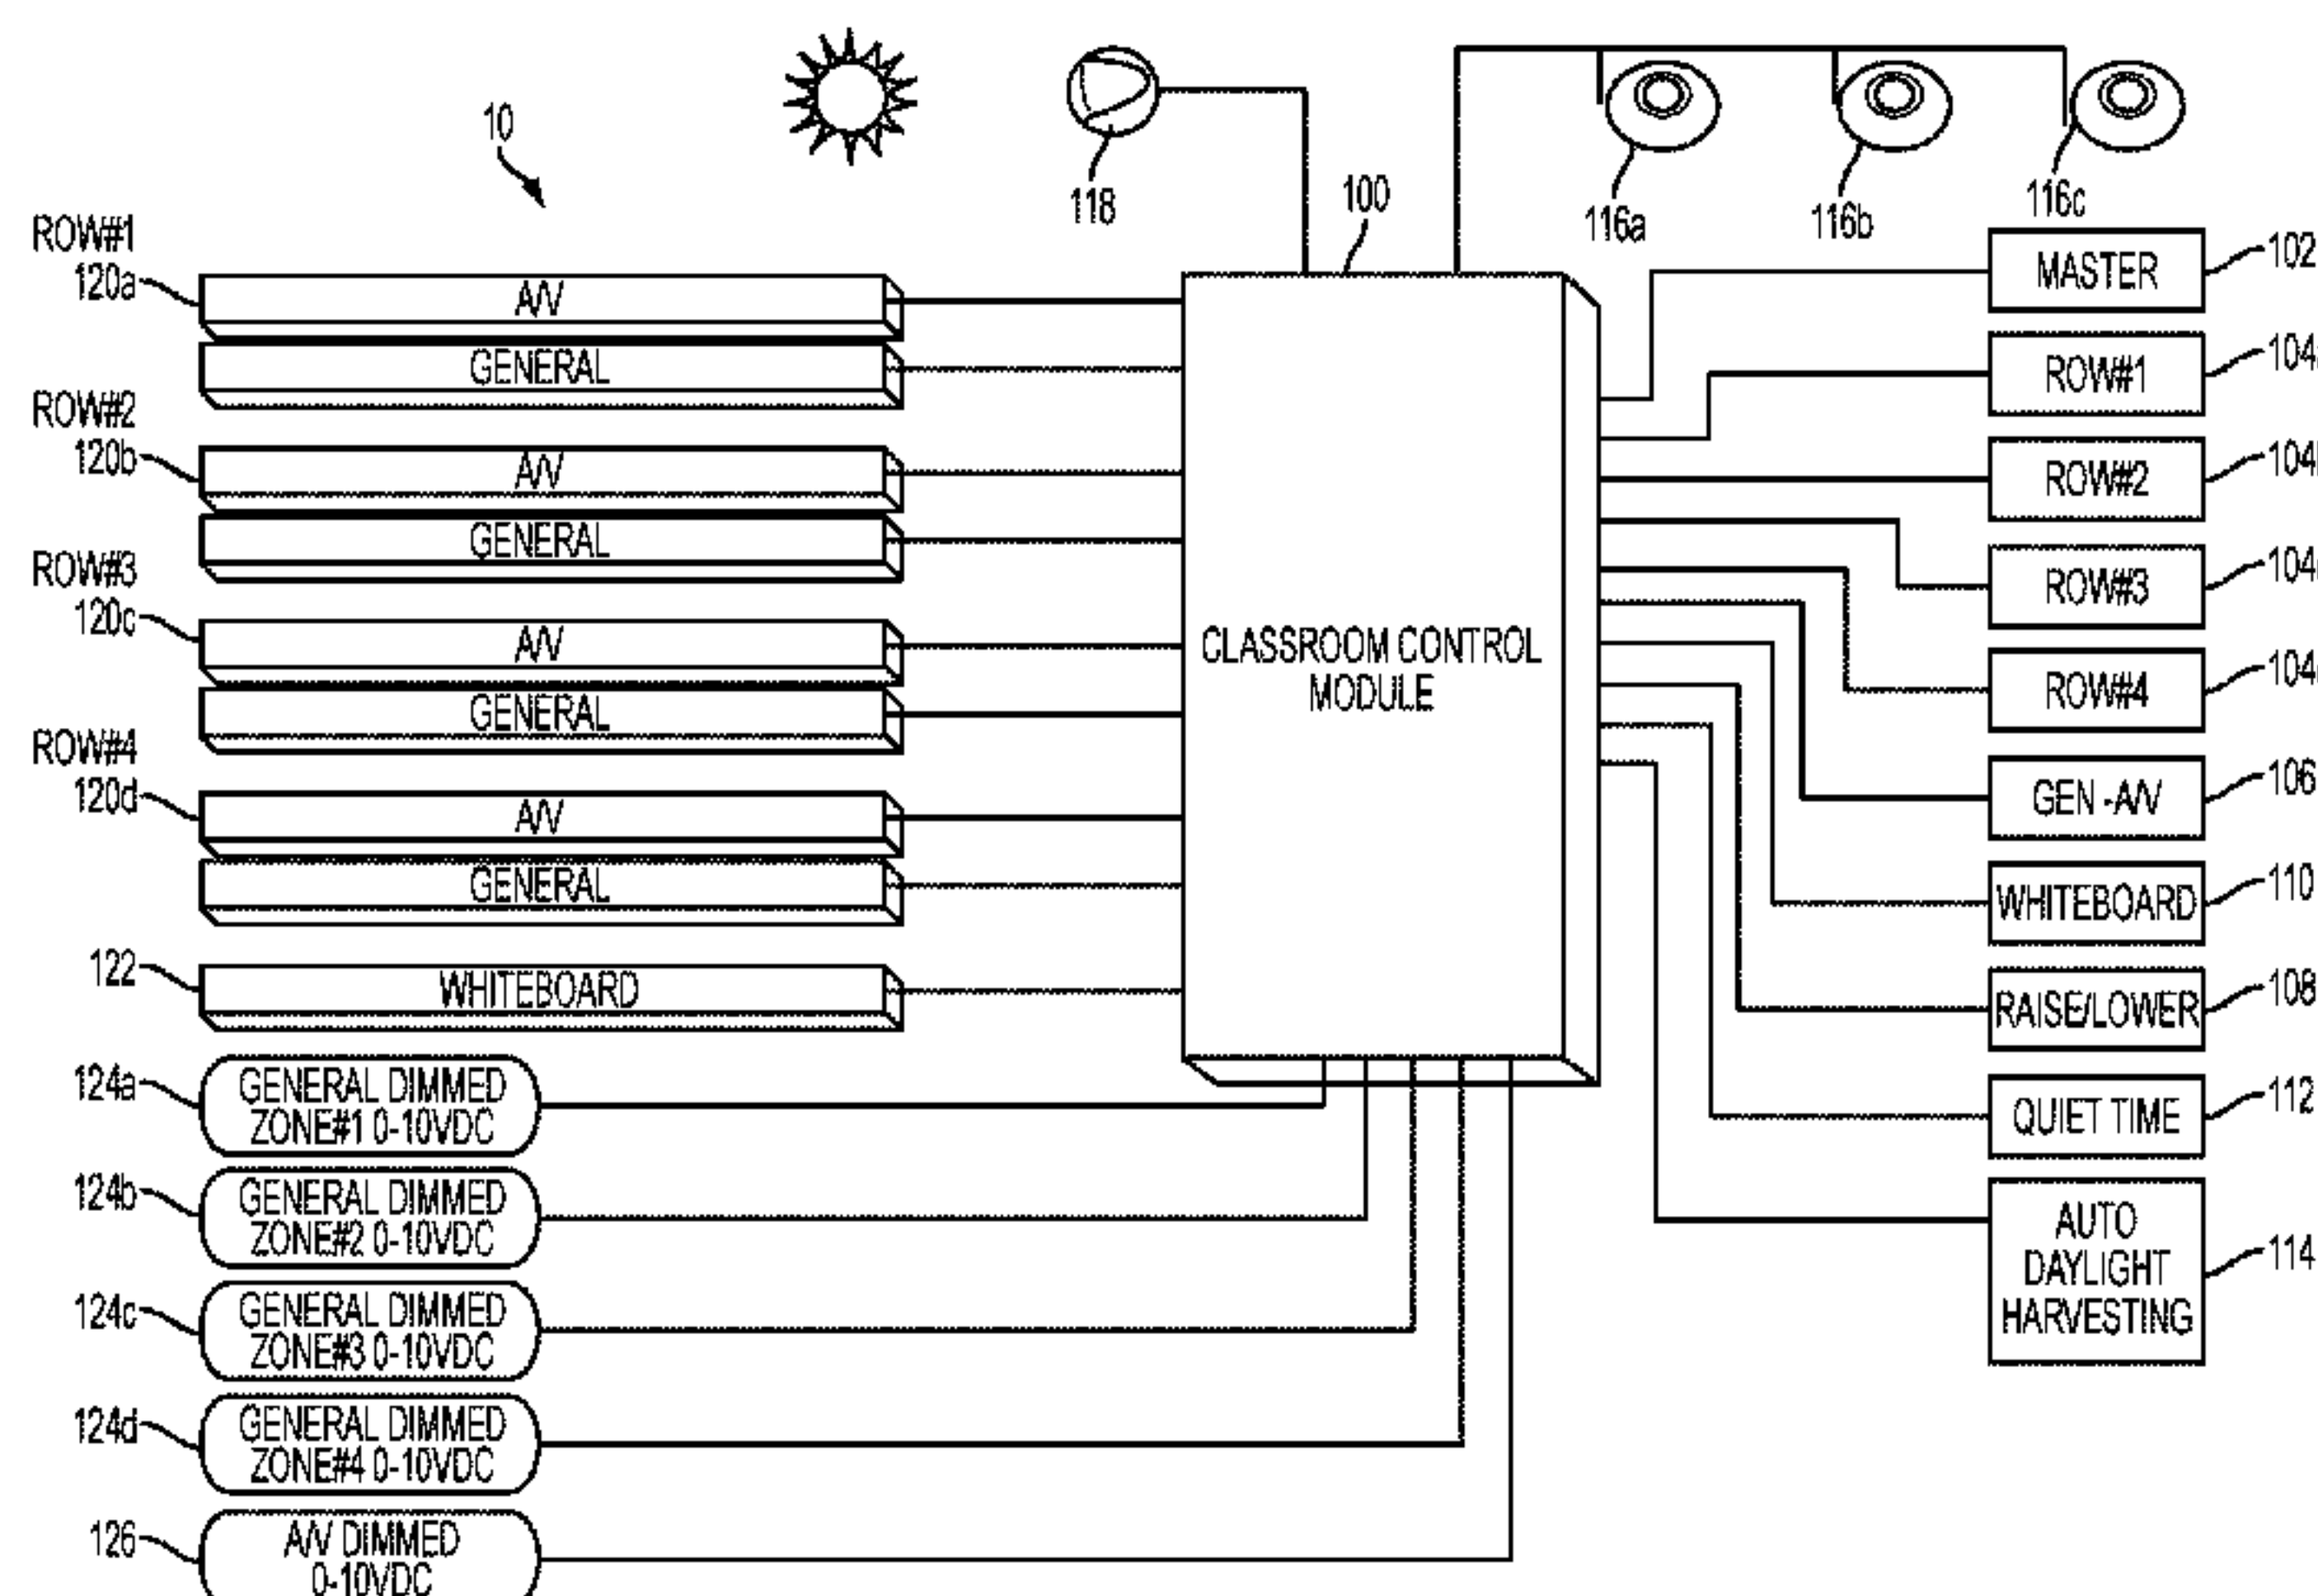 10
118
100
116a
116b
116c
ROW#1
120a
A/V
GENERAL
ROW#2
120b
A/V
GENERAL
ROW#3
120c
A/V
GENERAL
ROW#4
120d
A/V
GENERAL
122
WHITEBOARD
124a
GENERAL DIMMED
ZONE#1 0-10VDC
124b
GENERAL DIMMED
ZONE#2 0-10VDC
124c
GENERAL DIMMED
ZONE#3 0-10VDC
124d
GENERAL DIMMED
ZONE#4 0-10VDC
126
A/V DIMMED
0-10VDC
CLASSROOM CONTROL
MODULE
MASTER
102
ROW#1
ROW#2
ROW#3
ROW#4
GEN -A/V
106
WHITEBOARD
110
RAISE/LOWER
108
QUIET TIME
112
AUTO
DAYLIGHT
HARVESTING
114